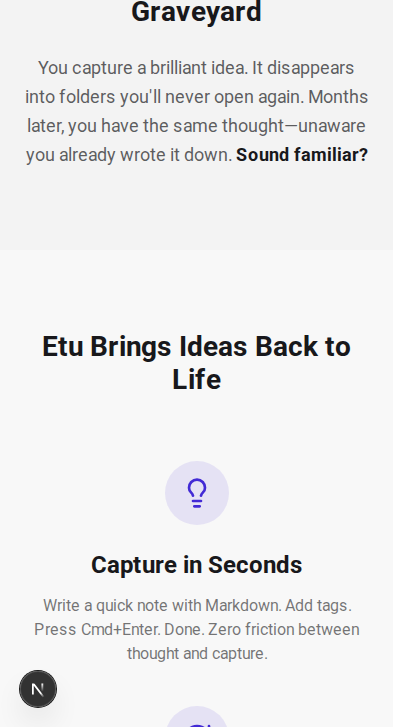 Graveyard
You capture a brilliant idea. It disappears
into folders you'll never open again. Months
later, you have the same thought—unaware
you already wrote it down. Sound familiar?
Etu Brings Ideas Back to
Life
Capture in Seconds
Write a quick note with Markdown. Add tags.
Press Cmd+Enter. Done. Zero friction between
thought and capture.
N